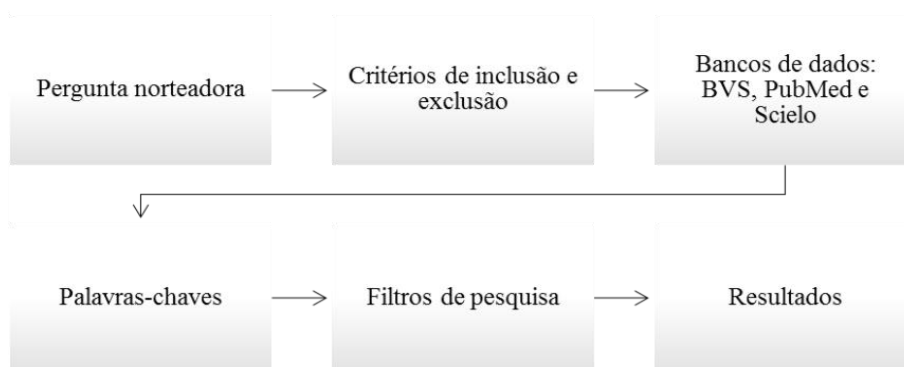 Pergunta norteadora
Critérios de inclusão e
exclusão
Bancos de dados:
BVS, PubMed e
Scielo
Palavras-chaves
Filtros de pesquisa
Resultados